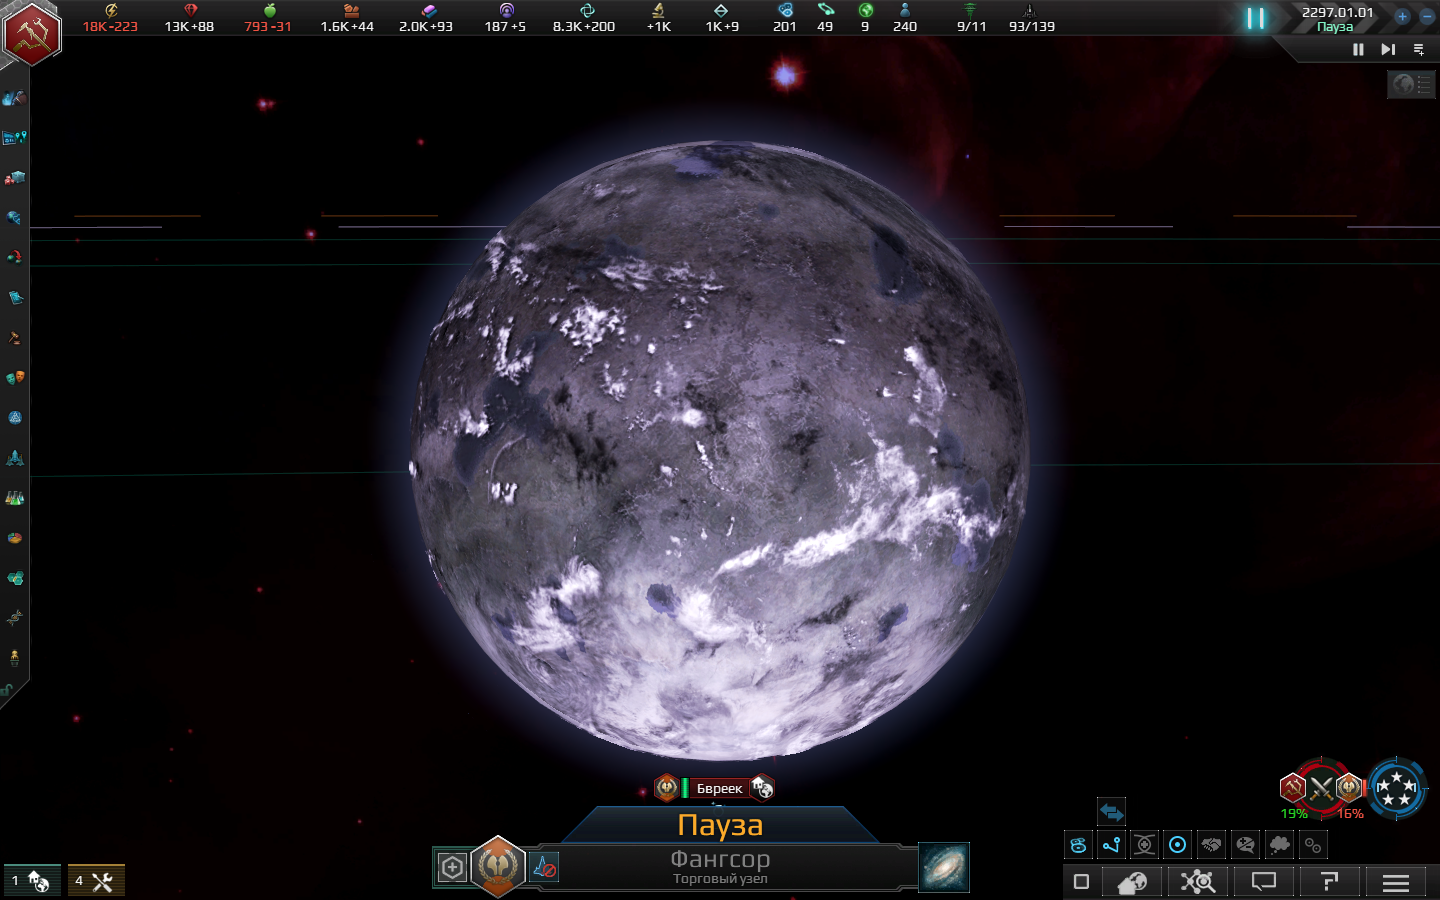 18K-223 13K+88 793-31 1.6K+44 2.0K+93 187+5 8.3K+200 +1K 1K+9 201 49 9 240 9/11 93/139
2297.01.01
Пауза
Бвреек
Пауза
Фангсор
Торговый узел
19% 16%
1 4